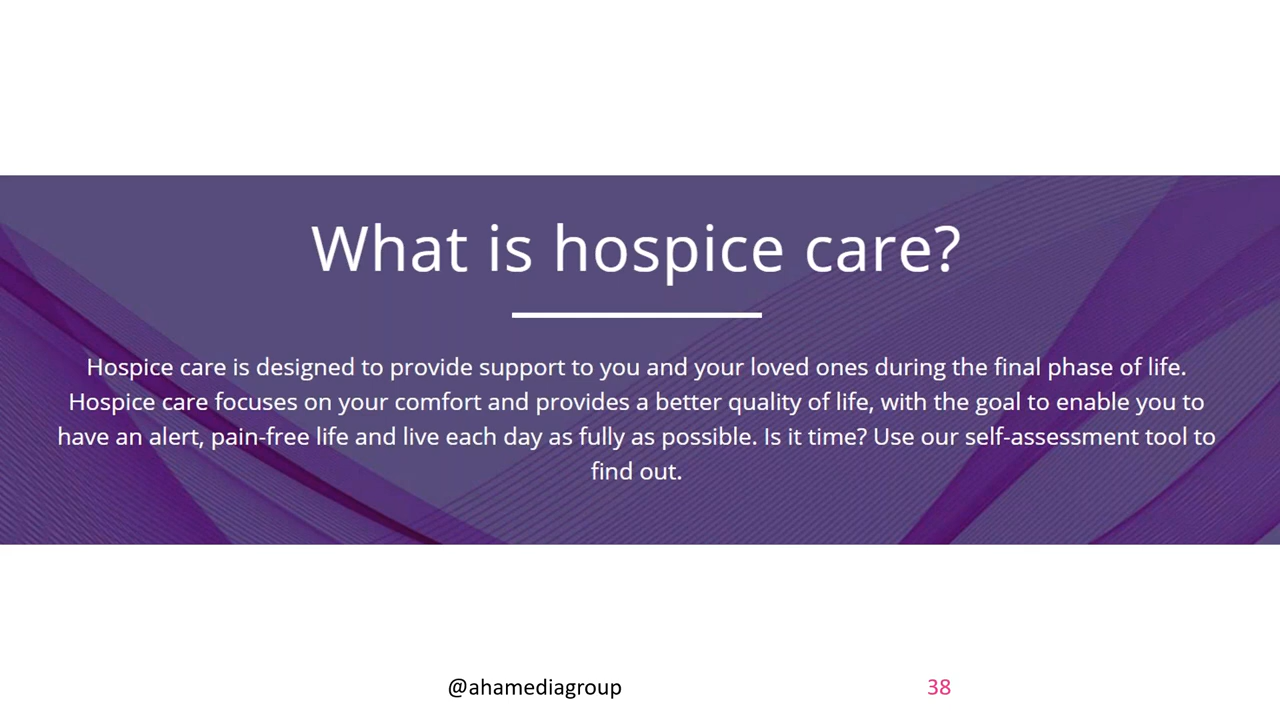 What is hospice care?
Hospice care is designed to provide support to you and your loved ones during the final phase of life.
Hospice care focuses on your comfort and provides a better quality of life, with the goal to enable you to
have an alert, pain-free life and live each day as fully as possible. Is it time? Use our self-assessment tool to
find out.
@ahamediagroup
38